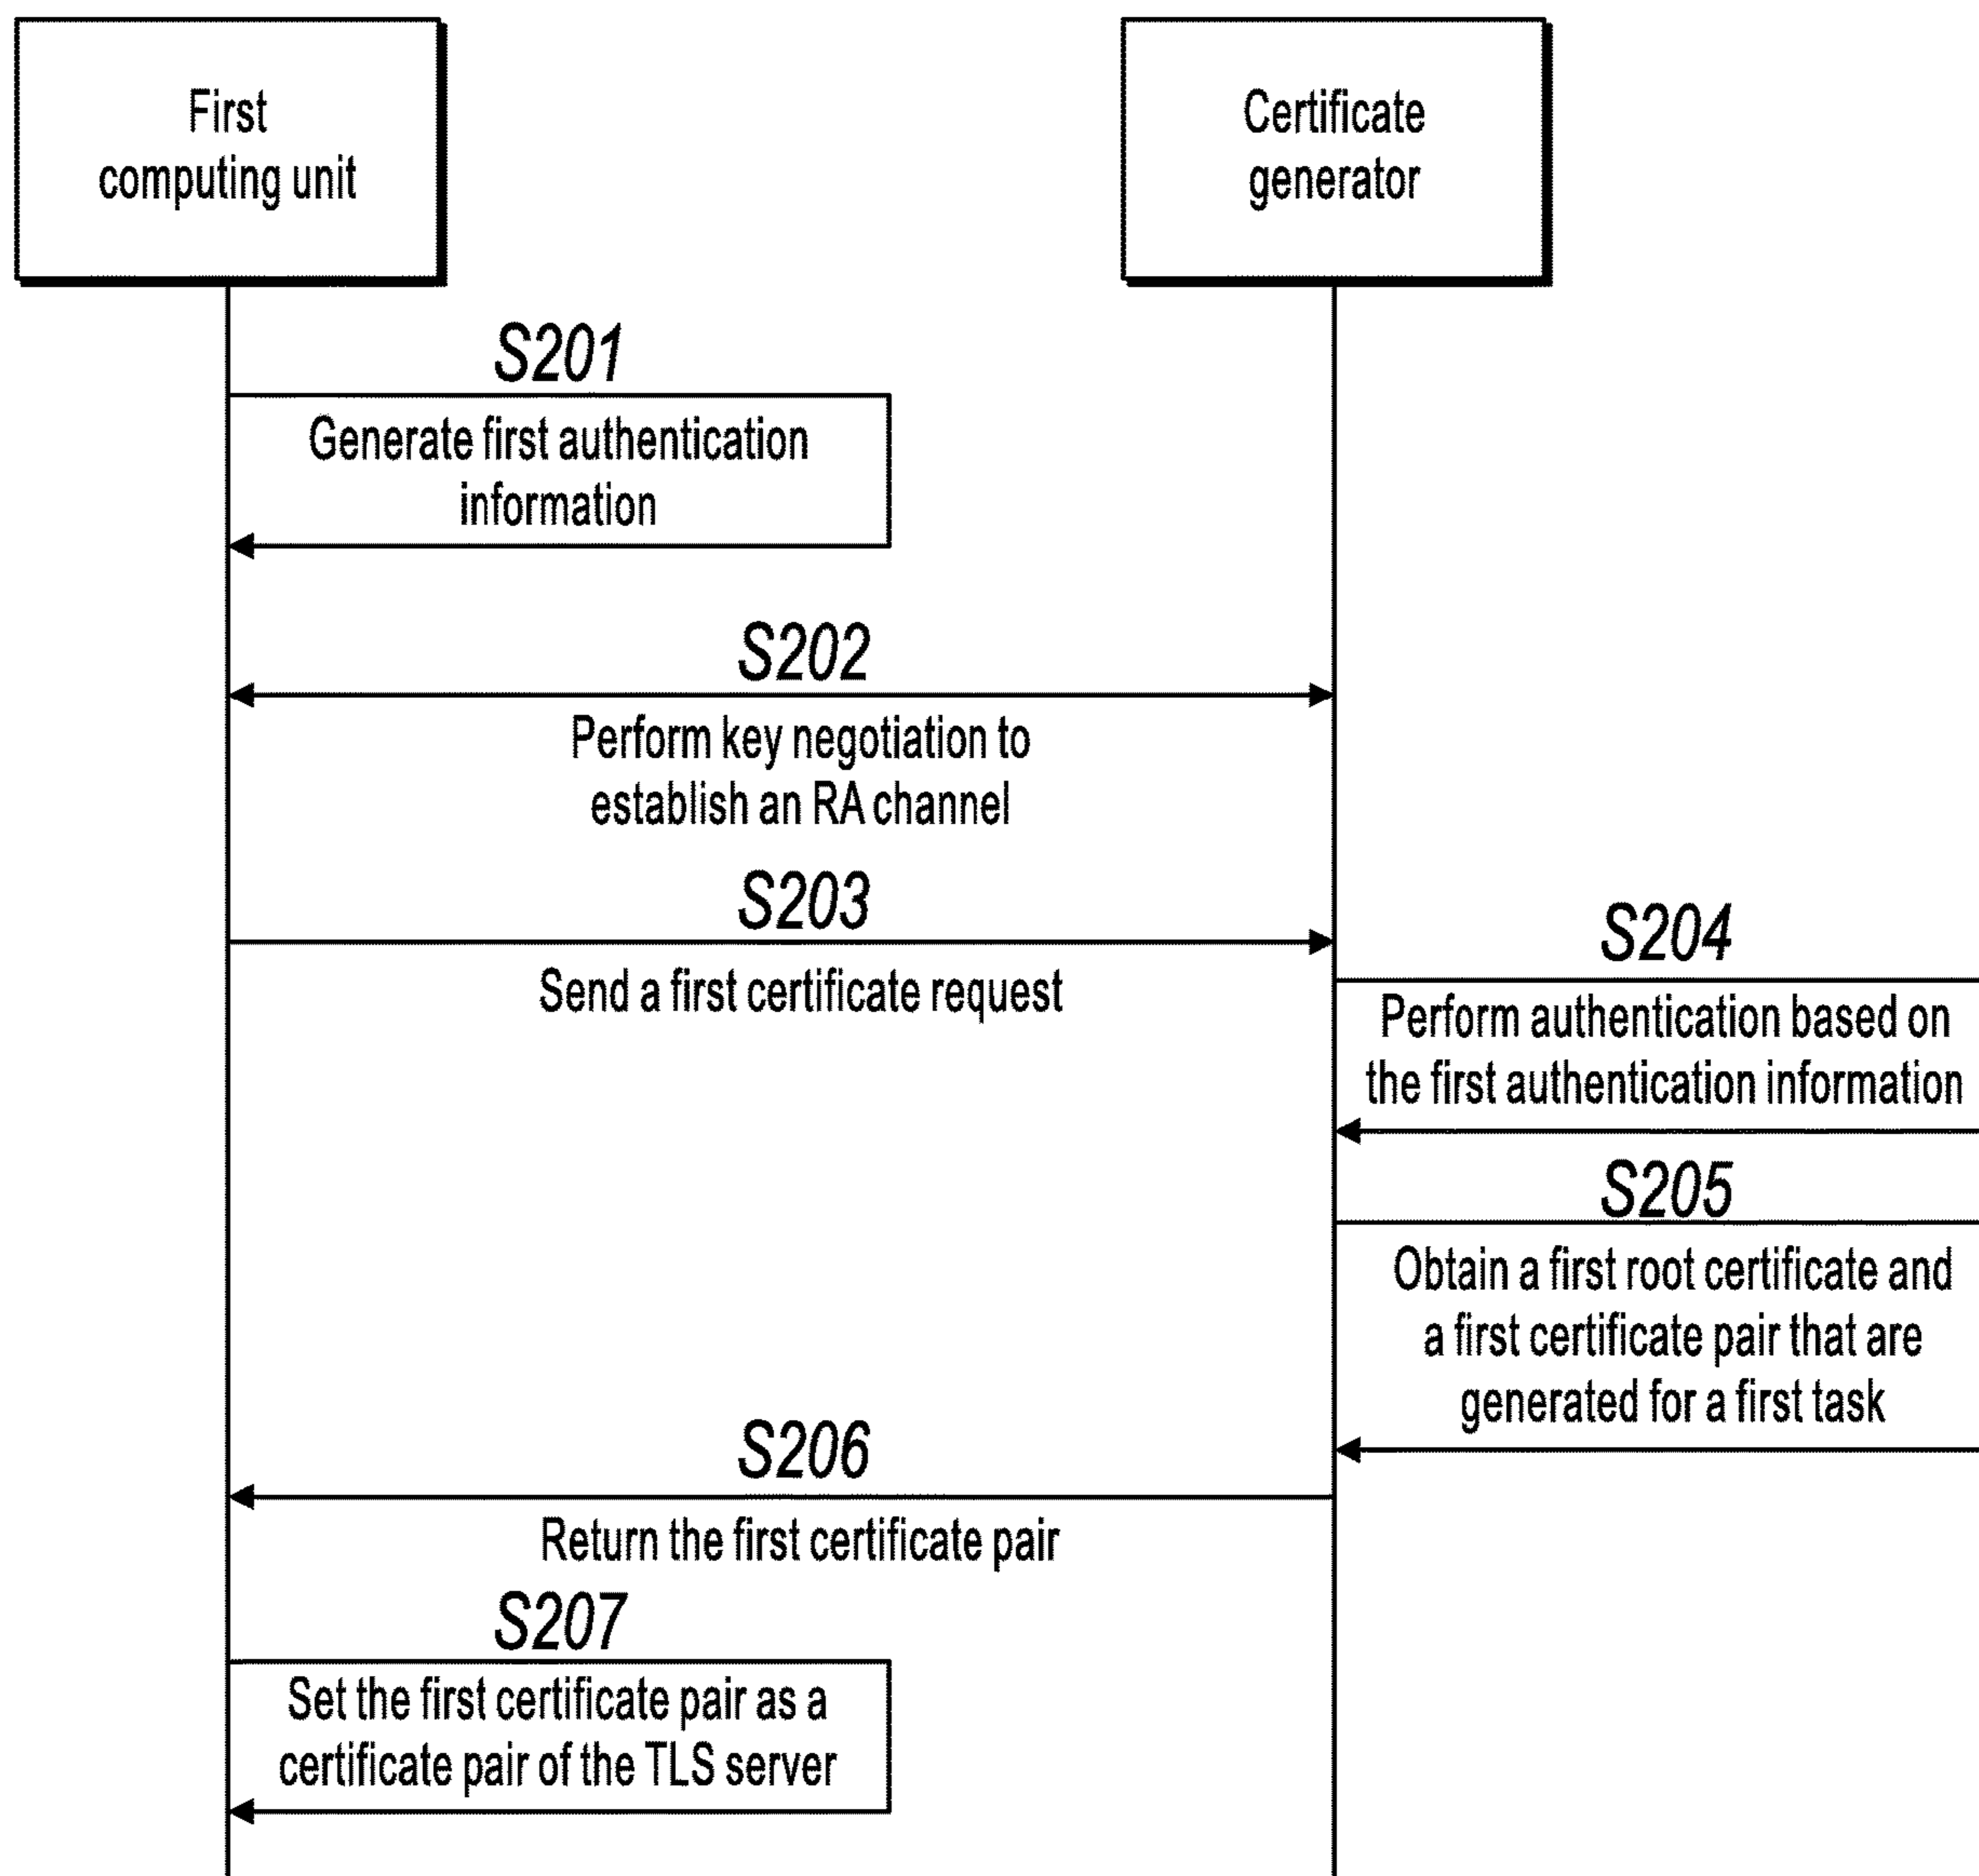 First
computing unit
Certificate
generator
S201
Generate first authentication
information
S202
Perform key negotiation to
establish an RA channel
S203
Send a first certificate request
S204
Perform authentication based on
the first authentication information
S205
Obtain a first root certificate and
a first certificate pair that are
generated for a first task
S206
Return the first certificate pair
S207
Set the first certificate pair as a
certificate pair of the TLS server